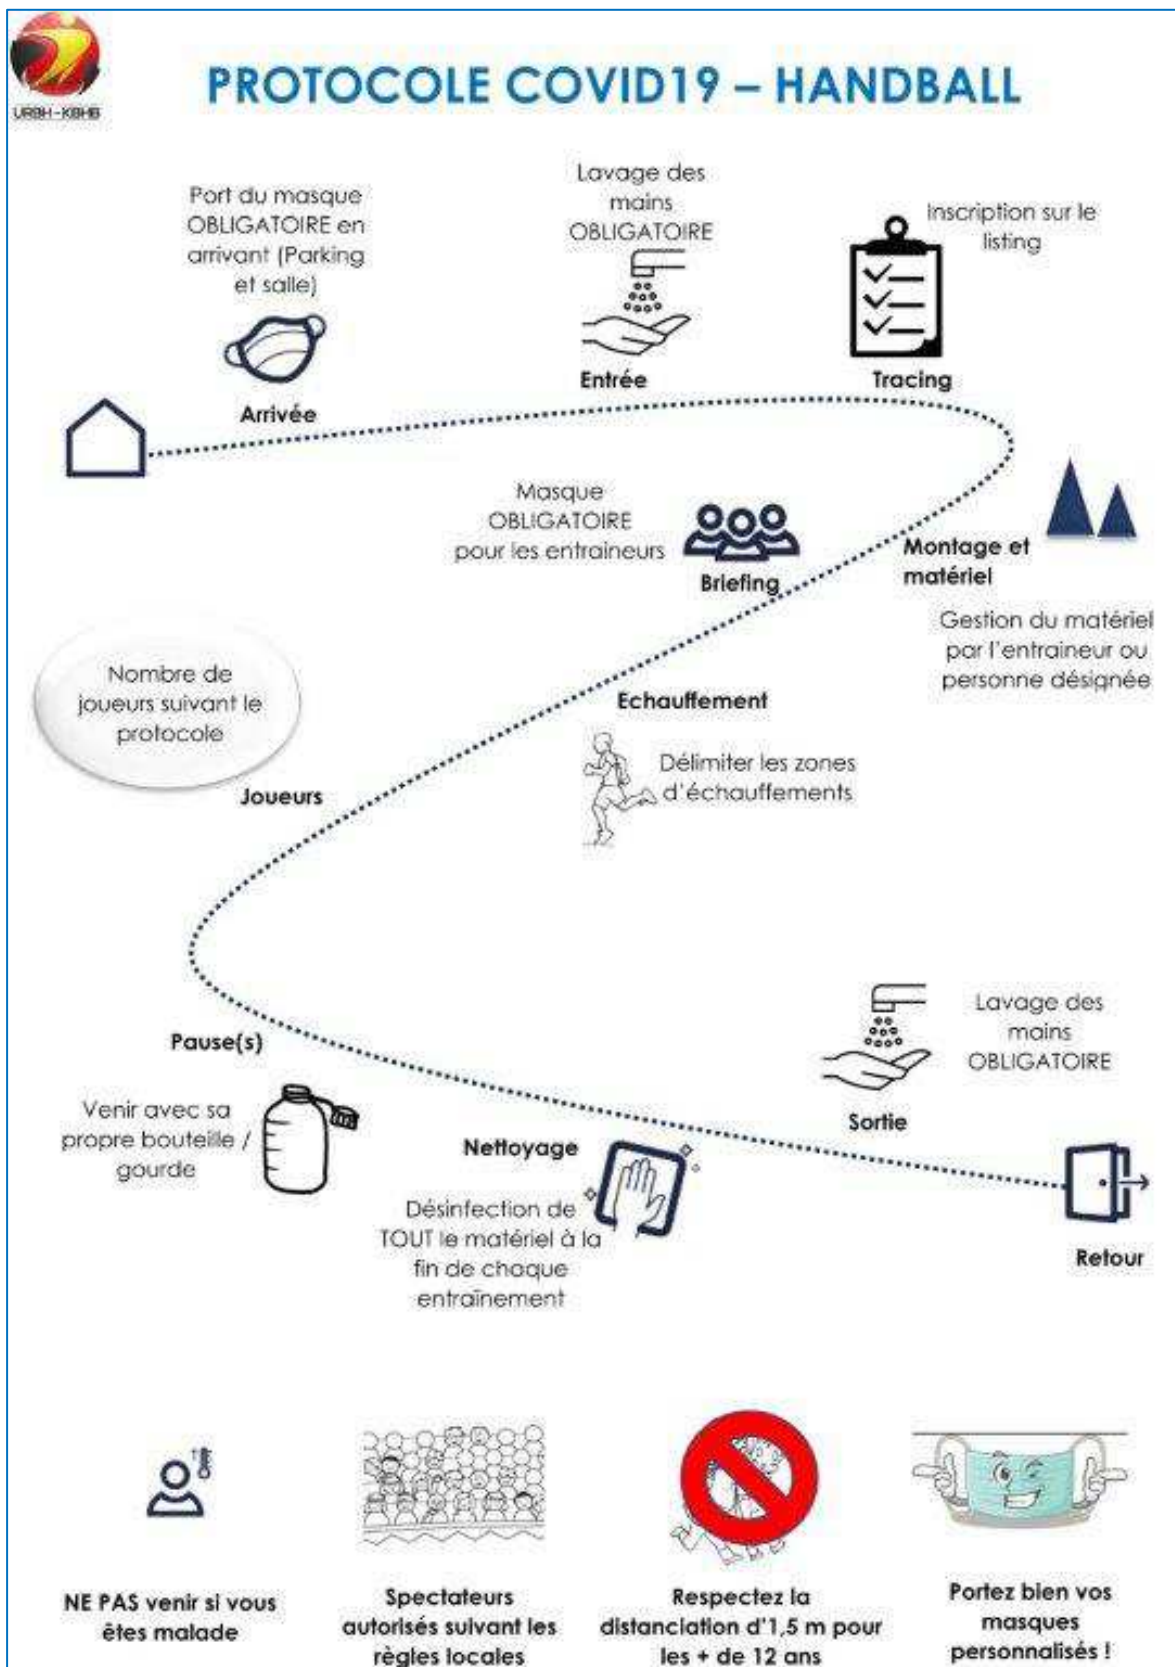 URBH-KBHB
PROTOCOLE COVID19 – HANDBALL
Port du masque
OBLIGATOIRE en
arrivant (Parking
et salle)
Arrivée
Lavage des
mains
OBLIGATOIRE
Entrée
Inscription sur le
listing
Tracing
Montage et
matériel
Gestion du matériel
par l'entraineur ou
personne désignée
Masque
OBLIGATOIRE
pour les entraineurs
Briefing
Echauffement
Délimiter les zones
d'échauffements
Nombre de
joueurs suivant le
protocole
Joueurs
Pause(s)
Venir avec sa
propre bouteille /
gourde
Nettoyage
Désinfection de
TOUT le matériel à la
fin de chaque
entraînement
Lavage des
mains
OBLIGATOIRE
Sortie
Retour
NE PAS venir si vous
êtes malade
Spectateurs
autorisés suivant les
règles locales
Respectez la
distanciation d'1,5 m pour
les + de 12 ans
Portez bien vos
masques
personnalisés !